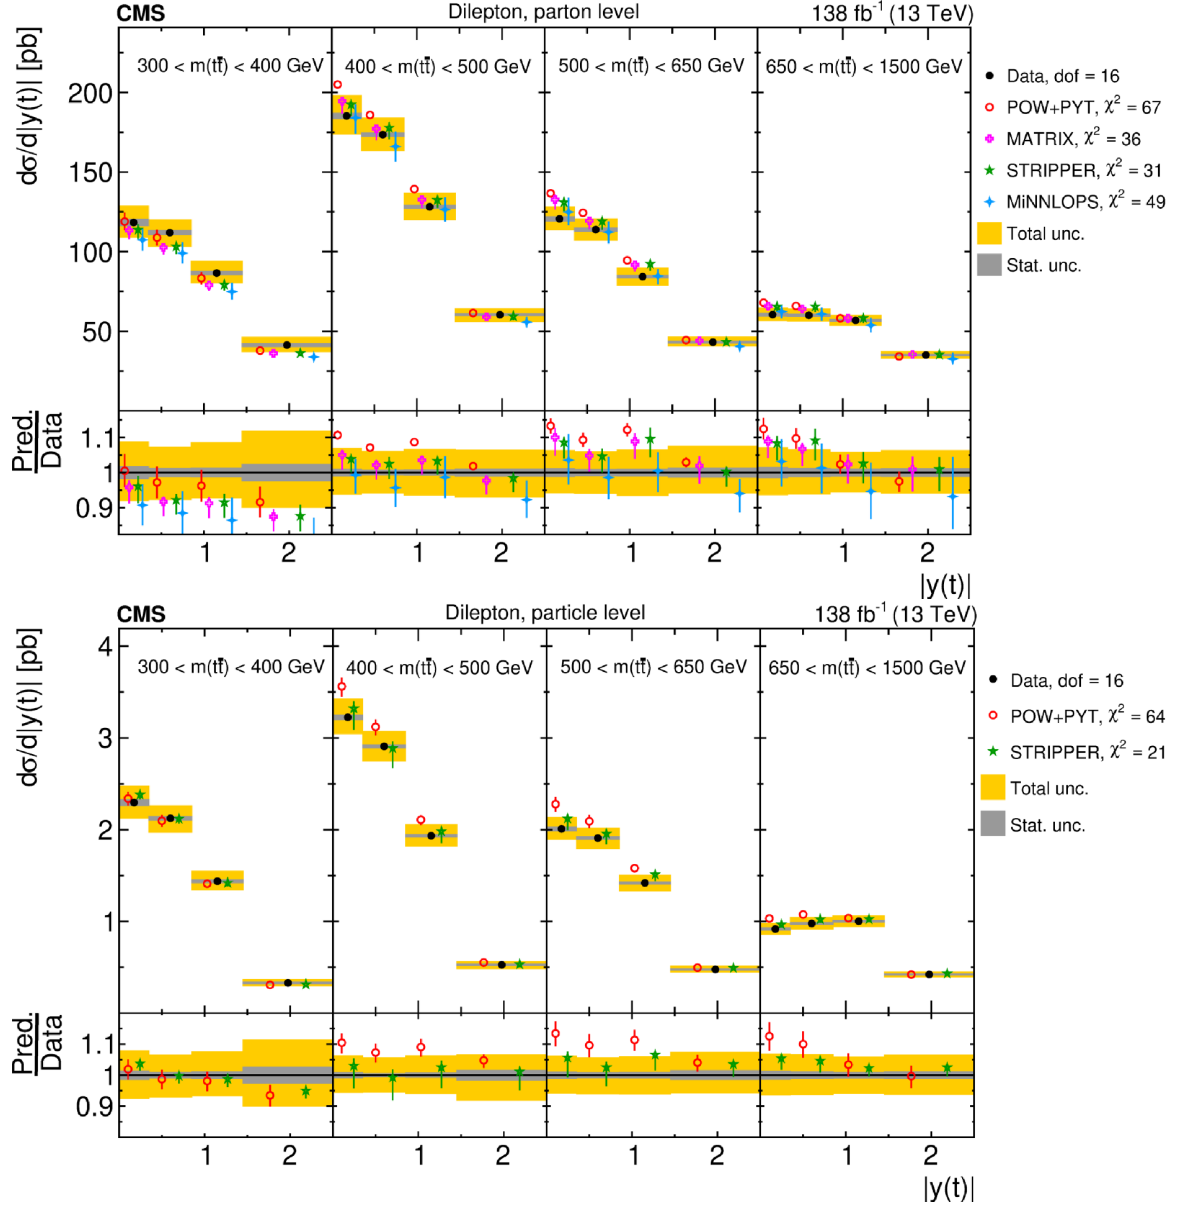 CMS Dilepton, parton level 138 fb⁻¹ (13 TeV)
dσ/d|y(t)| [pb]
300 < m(tt̄) < 400 GeV
400 < m(tt̄) < 500 GeV
500 < m(tt̄) < 650 GeV
650 < m(tt̄) < 1500 GeV
200
150
100
50
Data, dof = 16
POW+PYT, χ² = 67
MATRIX, χ² = 36
STRIPPER, χ² = 31
MiNNLOPS, χ² = 49
Total unc.
Stat. unc.
Pred.
Data
1.1
1
0.9
1 2 1 2 1 2 1 2
|y(t)|
CMS Dilepton, particle level 138 fb⁻¹ (13 TeV)
dσ/d|y(t)| [pb]
300 < m(tt̄) < 400 GeV
400 < m(tt̄) < 500 GeV
500 < m(tt̄) < 650 GeV
650 < m(tt̄) < 1500 GeV
4
3
2
1
Data, dof = 16
POW+PYT, χ² = 64
STRIPPER, χ² = 21
Total unc.
Stat. unc.
Pred.
Data
1.1
1
0.9
1 2 1 2 1 2 1 2
|y(t)|